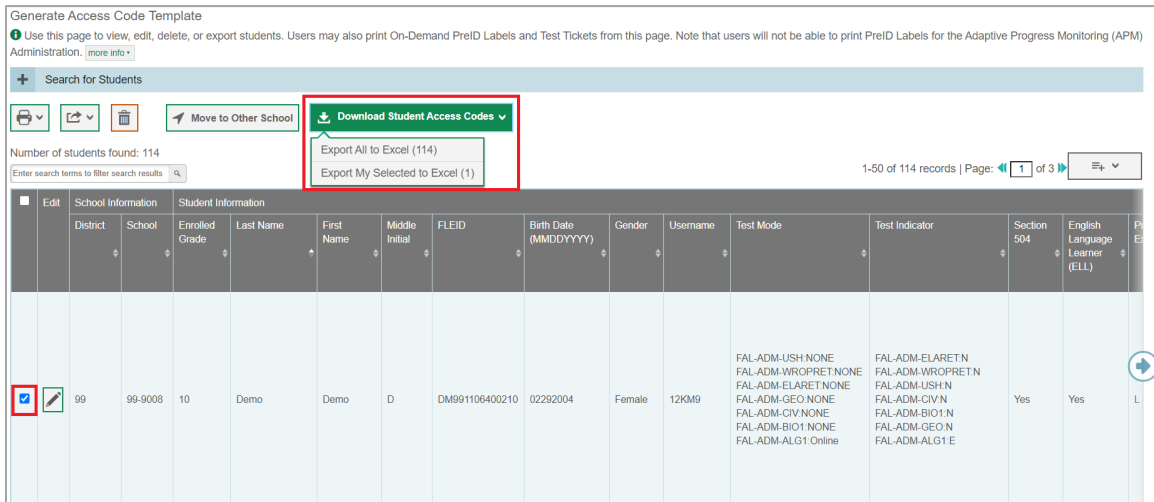 Generate Access Code Template
Use this page to view, edit, delete, or export students. Users may also print On-Demand PreID Labels and Test Tickets from this page. Note that users will not be able to print PreID Labels for the Adaptive Progress Monitoring (APM)
Administration. more info
+ Search for Students
Move to Other School
Download Student Access Codes
Export All to Excel (114)
Export My Selected to Excel (1)
Number of students found: 114
Enter search terms to filter search results
1-50 of 114 records | Page: 1 of 3
Edit School Information Student Information
District School Enrolled Grade Last Name First Name Middle Initial FLEID Birth Date (MMDDYYYY) Gender Username Test Mode Test Indicator Section 504 English Language Learner (ELL)
99 99-9008 10 Demo Demo D DM991106400210 02292004 Female 12KM9
FAL-ADM-USH:NONE
FAL-ADM-WROPRET:NONE
FAL-ADM-ELARET:NONE
FAL-ADM-GEO:NONE
FAL-ADM-CIV:NONE
FAL-ADM-BIO1:NONE
FAL-ADM-ALG1:Online
FAL-ADM-ELARET:N
FAL-ADM-WROPRET:N
FAL-ADM-USH:N
FAL-ADM-CIV:N
FAL-ADM-BIO1:N
FAL-ADM-GEO:N
FAL-ADM-ALG1:E
Yes Yes L